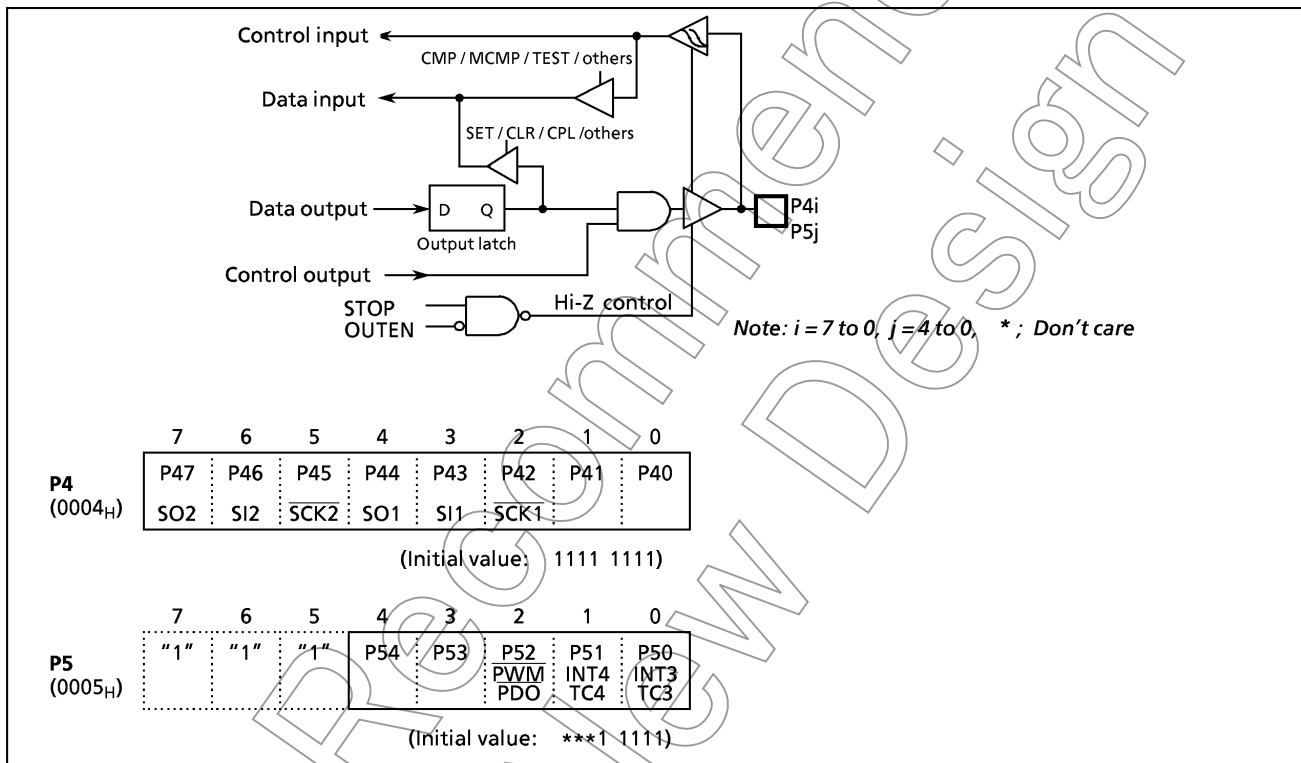 Control input
CMP / MCMP / TEST / others
Data input
SET / CLR / CPL /others
Data output
D Q
Output latch
P4i
P5j
Control output
STOP
OUTEN
Hi-Z control
Note: i = 7 to 0, j = 4 to 0, * ; Don't care
7 6 5 4 3 2 1 0
P4
(0004H)
P47 P46 P45 P44 P43 P42 P41 P40
SO2 SI2 SCK2 SO1 SI1 SCK1
(Initial value: 1111 1111)
7 6 5 4 3 2 1 0
P5
(0005H)
"1" "1" "1" P54 P53 P52 P51 P50
PWM INT4 INT3
PDO TC4 TC3
(Initial value: ***1 1111)
Recommen
ew Design